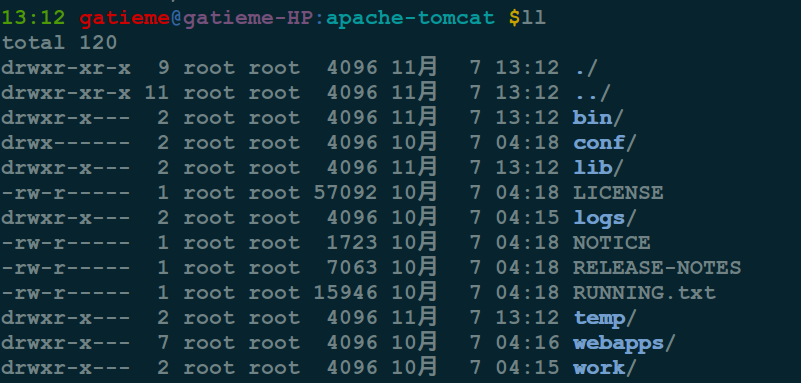 13:12 gatieme@gatieme-HP:apache-tomcat $ll
total 120
drwxr-xr-x  9 root root  4096 11月  7 13:12 ./
drwxr-xr-x 11 root root  4096 11月  7 13:12 ../
drwxr-x---  2 root root  4096 11月  7 13:12 bin/
drwx------  2 root root  4096 10月  7 04:18 conf/
drwxr-x---  2 root root  4096 11月  7 13:12 lib/
-rw-r-----  1 root root 57092 10月  7 04:18 LICENSE
drwxr-x---  2 root root  4096 10月  7 04:15 logs/
-rw-r-----  1 root root  1723 10月  7 04:18 NOTICE
-rw-r-----  1 root root  7063 10月  7 04:18 RELEASE-NOTES
-rw-r-----  1 root root 15946 10月  7 04:18 RUNNING.txt
drwxr-x---  2 root root  4096 11月  7 13:12 temp/
drwxr-x---  7 root root  4096 10月  7 04:16 webapps/
drwxr-x---  2 root root  4096 10月  7 04:15 work/